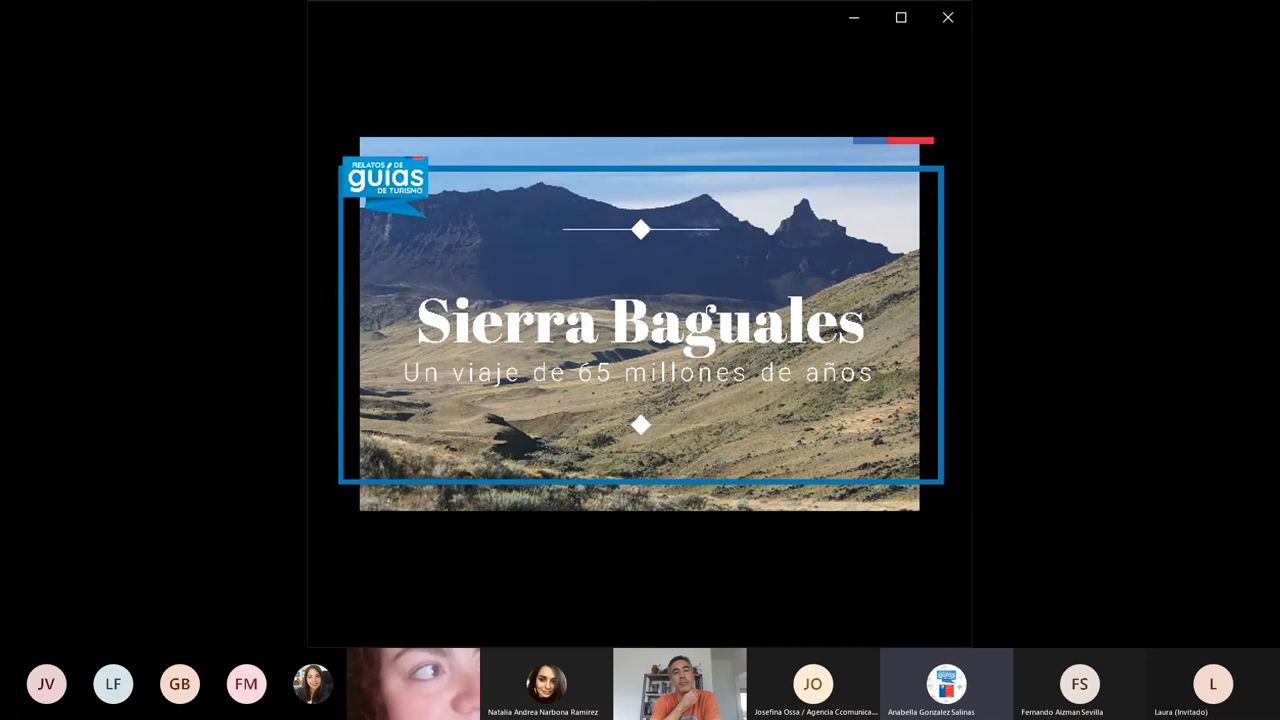 RELATOS DE
guías
DE TURISMO
Sierra Baguales
Un viaje de 65 millones de años
JV
LF
GB
FM
JO
FS
L
Natalia Andrea Narbona Ramirez
Josefina Ossa / Agencia Ccomunica...
Anabella Gonzalez Salinas
Fernando Aizman Sevilla
Laura (Invitado)